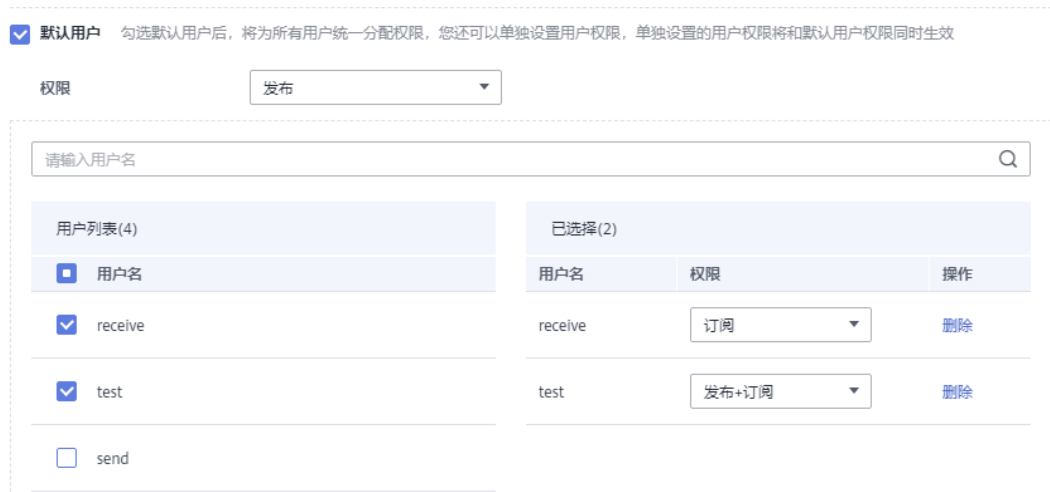 默认用户 勾选默认用户后，将为所有用户统一分配权限，您还可以单独设置用户权限，单独设置的用户权限将和默认用户权限同时生效
权限 发布
请输入用户名
用户列表(4) 已选择(2)
用户名 用户名 权限 操作
receive receive 订阅 删除
test test 发布+订阅 删除
send